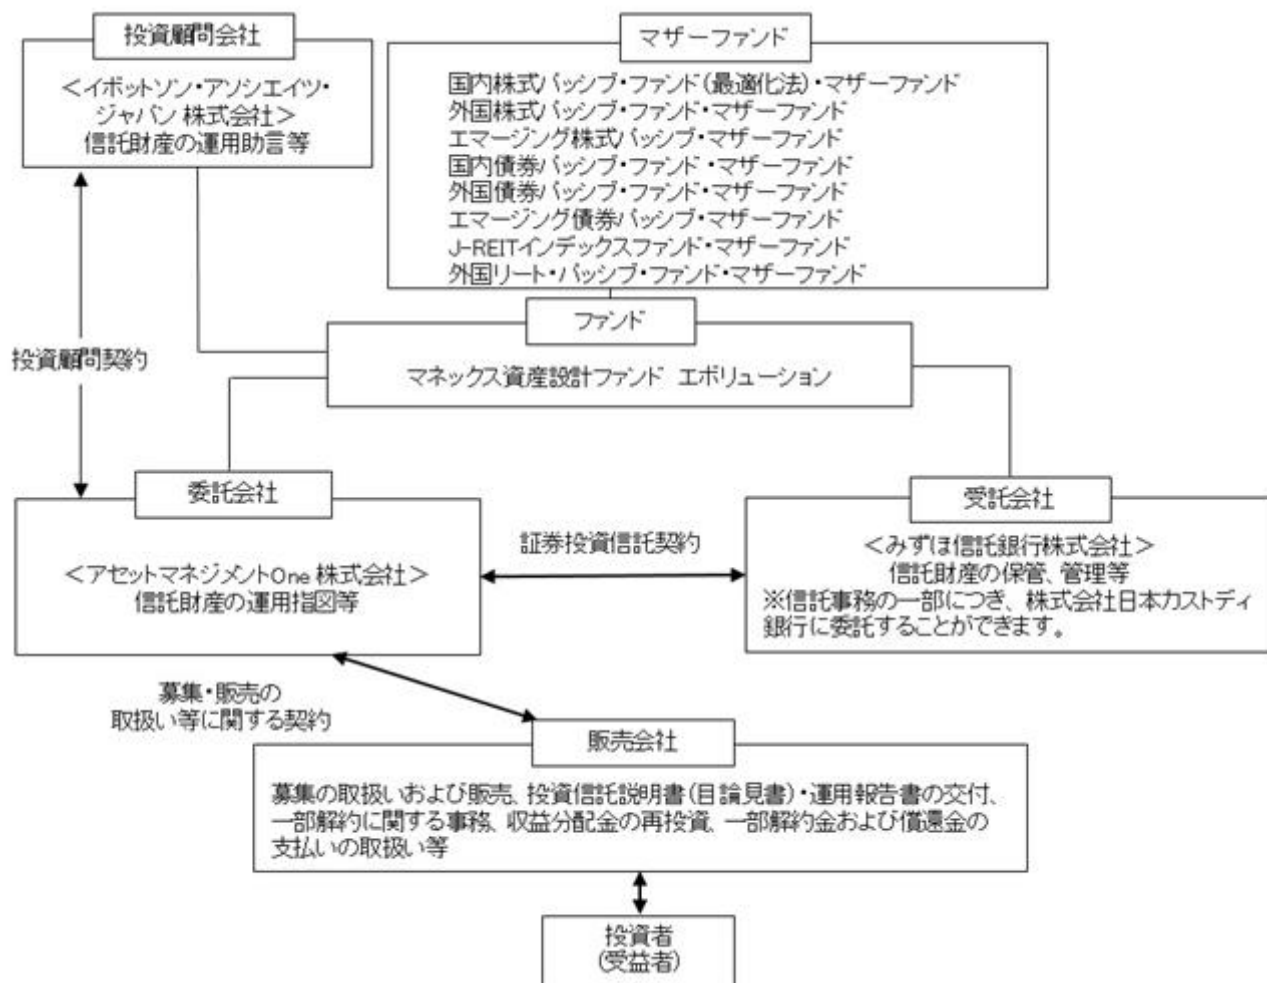 投資顧問会社
<イボットソン・アソシエイツ・
ジャパン 株式会社>
信託財産の運用助言等
マザーファンド
国内株式パッシブ・ファンド(最適化法)・マザーファンド
外国株式パッシブ・ファンド・マザーファンド
エマージング株式パッシブ・マザーファンド
国内債券パッシブ・ファンド・マザーファンド
外国債券パッシブ・ファンド・マザーファンド
エマージング債券パッシブ・マザーファンド
J-REITインデックスファンド・マザーファンド
外国リート・パッシブ・ファンド・マザーファンド
ファンド
マネックス資産設計ファンド エボリューション
投資顧問契約
委託会社
<アセットマネジメントOne 株式会社>
信託財産の運用指図等
証券投資信託契約
受託会社
<みずほ信託銀行株式会社>
信託財産の保管、管理等
※信託事務の一部につき、株式会社日本カストディ
銀行に委託することができます。
募集・販売の
取扱い等に関する契約
販売会社
募集の取扱いおよび販売、投資信託説明書(目論見書)・運用報告書の交付、
一部解約に関する事務、収益分配金の再投資、一部解約金および償還金の
支払いの取扱い等
投資者
(受益者)